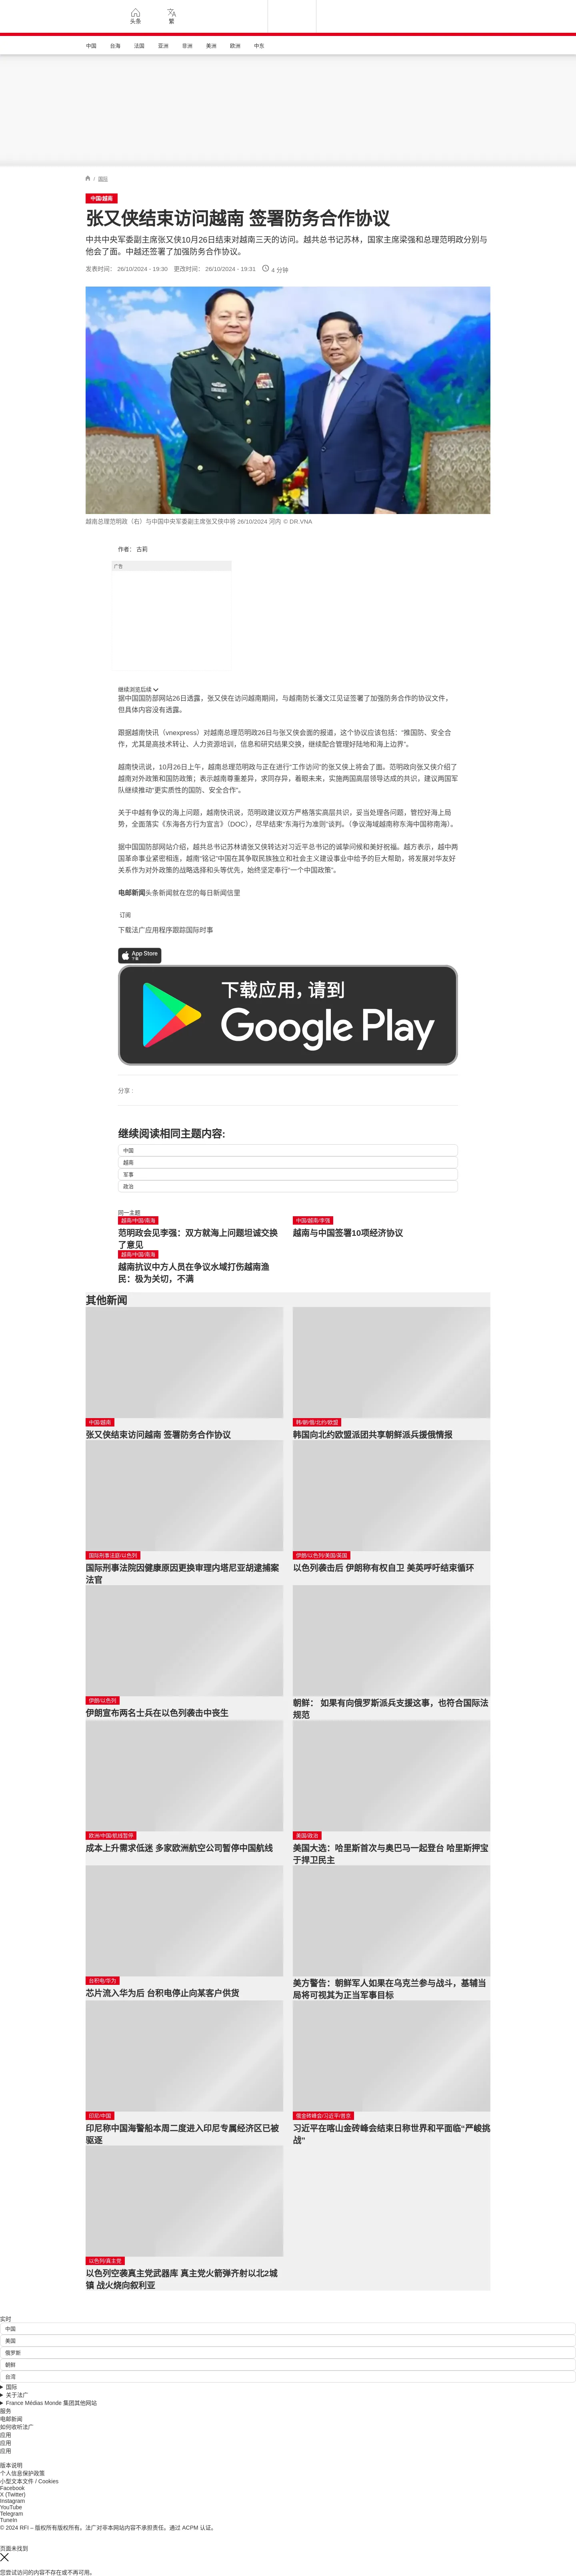 头条
繁
中国
台海
法国
亚洲
非洲
美洲
欧洲
中东
/ 国际
中国/越南
张又侠结束访问越南 签署防务合作协议
中共中央军委副主席张又侠10月26日结束对越南三天的访问。越共总书记苏林，国家主席梁强和总理范明政分别与
他会了面。中越还签署了加强防务合作协议。
发表时间： 26/10/2024 - 19:30 更改时间： 26/10/2024 - 19:31 4 分钟
越南总理范明政（右）与中国中央军委副主席张又侠中将 26/10/2024 河内 © DR.VNA
作者： 古莉
广告
继续浏览后续
据中国国防部网站26日透露，张又侠在访问越南期间，与越南防长潘文江见证签署了加强防务合作的协议文件，
但具体内容没有透露。
跟据越南快讯（vnexpress）对越南总理范明政26日与张又侠会面的报道，这个协议应该包括：“推国防、安全合
作，尤其是高技术转让、人力资源培训，信息和研究结果交换，继续配合管理好陆地和海上边界”。
越南快讯说，10月26日上午，越南总理范明政与正在进行“工作访问”的张又侠上将会了面。范明政向张又侠介绍了
越南对外政策和国防政策；表示越南尊重差异，求同存异，着眼未来，实施两国高层领导达成的共识，建议两国军
队继续推动“更实质性的国防、安全合作”。
关于中越有争议的海上问题，越南快讯说，范明政建议双方严格落实高层共识，妥当处理各问题，管控好海上局
势，全面落实《东海各方行为宣言》（DOC），尽早结束“东海行为准则”谈判。（争议海域越南称东海中国称南海）。
据中国国防部网站介绍，越共总书记苏林请张又侠转达对习近平总书记的诚挚问候和美好祝福。越方表示，越中两
国革命事业紧密相连，越南“铭记”中国在其争取民族独立和社会主义建设事业中给予的巨大帮助，将发展对华友好
关系作为对外政策的战略选择和头等优先，始终坚定奉行“一个中国政策”。
电邮新闻头条新闻就在您的每日新闻信里
订阅
下载法广应用程序跟踪国际时事
App Store
下载
下载应用，请到
Google Play
分享 :
继续阅读相同主题内容:
中国
越南
军事
政治
同一主题
越南/中国/南海
范明政会见李强：双方就海上问题坦诚交换
了意见
中国/越南/李强
越南与中国签署10项经济协议
越南/中国/南海
越南抗议中方人员在争议水域打伤越南渔
民：极为关切，不满
其他新闻
中国/越南
张又侠结束访问越南 签署防务合作协议
韩/朝/俄/北约/欧盟
韩国向北约欧盟派团共享朝鲜派兵援俄情报
国际刑事法庭/以色列
国际刑事法院因健康原因更换审理内塔尼亚胡逮捕案
法官
伊朗/以色列/美国/英国
以色列袭击后 伊朗称有权自卫 美英呼吁结束循环
伊朗/以色列
伊朗宣布两名士兵在以色列袭击中丧生
朝鲜： 如果有向俄罗斯派兵支援这事，也符合国际法
规范
欧洲/中国/航线暂停
成本上升需求低迷 多家欧洲航空公司暂停中国航线
美国/政治
美国大选：哈里斯首次与奥巴马一起登台 哈里斯押宝
于捍卫民主
台积电/华为
芯片流入华为后 台积电停止向某客户供货
美方警告：朝鲜军人如果在乌克兰参与战斗，基辅当
局将可视其为正当军事目标
印尼/中国
印尼称中国海警船本周二度进入印尼专属经济区已被
驱逐
俄金砖峰会/习近平/普京
习近平在喀山金砖峰会结束日称世界和平面临“严峻挑
战”
以色列/真主党
以色列空袭真主党武器库 真主党火箭弹齐射以北2城
镇 战火烧向叙利亚
实时
中国
美国
俄罗斯
朝鲜
台湾
国际
关于法广
France Médias Monde 集团其他网站
服务
电邮新闻
如何收听法广
应用
应用
应用
版本说明
个人信息保护政策
小型文本文件 / Cookies
Facebook
X (Twitter)
Instagram
YouTube
Telegram
TuneIn
© 2024 RFI – 版权所有版权所有。法广对非本网站内容不承担责任。通过 ACPM 认证。
页面未找到
您尝试访问的内容不存在或不再可用。